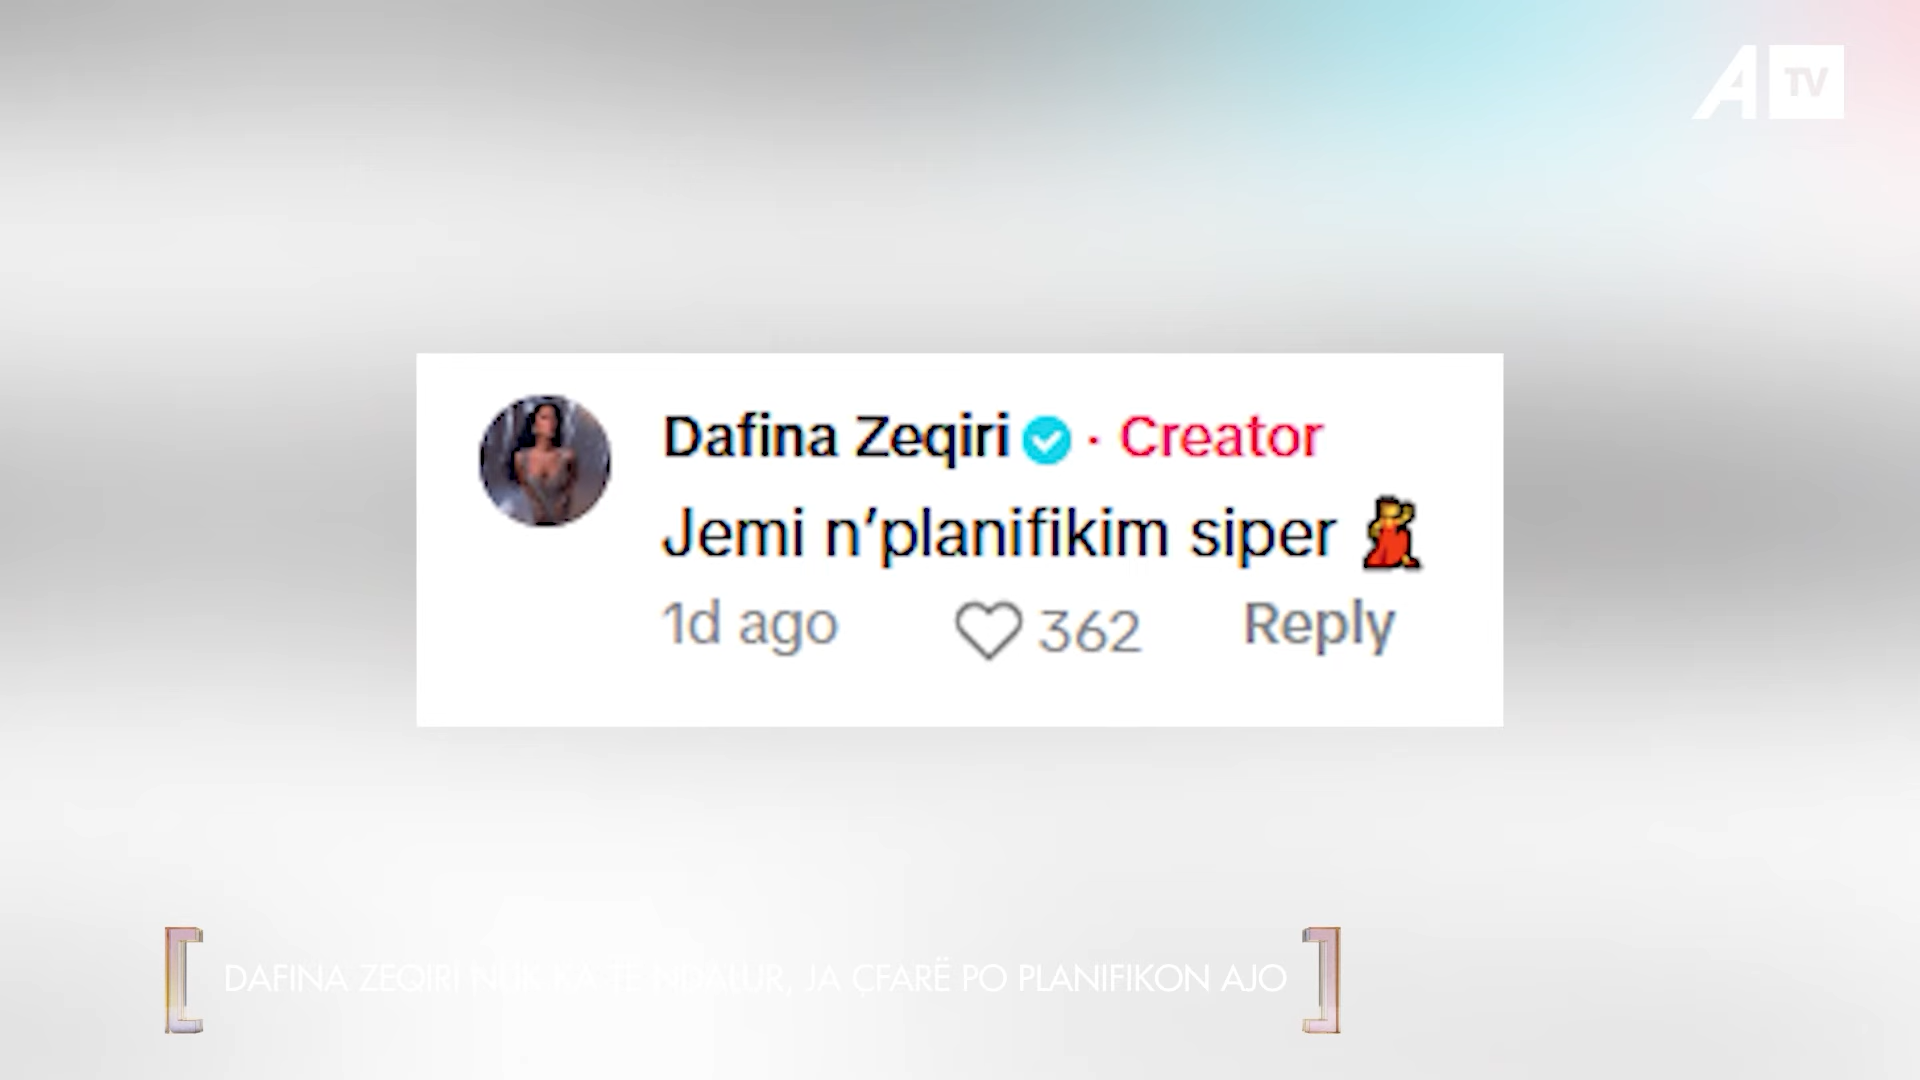 A TV
Dafina Zeqiri · Creator
Jemi n’planifikim siper 💃
1d ago 362 Reply
DAFINA ZEQIRI NUK KA TË NDALUR, JA ÇFARË PO PLANIFIKON AJO